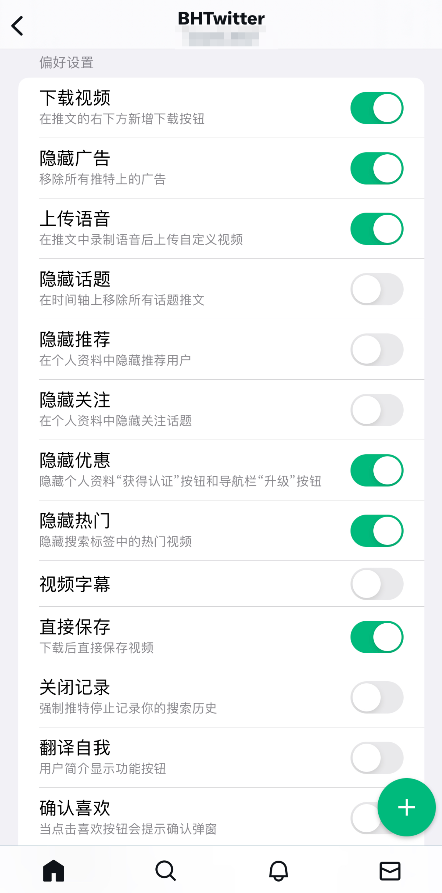 BHTwitter
偏好设置
下载视频
在推文的右下方新增下载按钮
隐藏广告
移除所有推特上的广告
上传语音
在推文中录制语音后上传自定义视频
隐藏话题
在时间轴上移除所有话题推文
隐藏推荐
在个人资料中隐藏推荐用户
隐藏关注
在个人资料中隐藏关注话题
隐藏优惠
隐藏个人资料“获得认证”按钮和导航栏“升级”按钮
隐藏热门
隐藏搜索标签中的热门视频
视频字幕
直接保存
下载后直接保存视频
关闭记录
强制推特停止记录你的搜索历史
翻译自我
用户简介显示功能按钮
确认喜欢
当点击喜欢按钮会提示确认弹窗